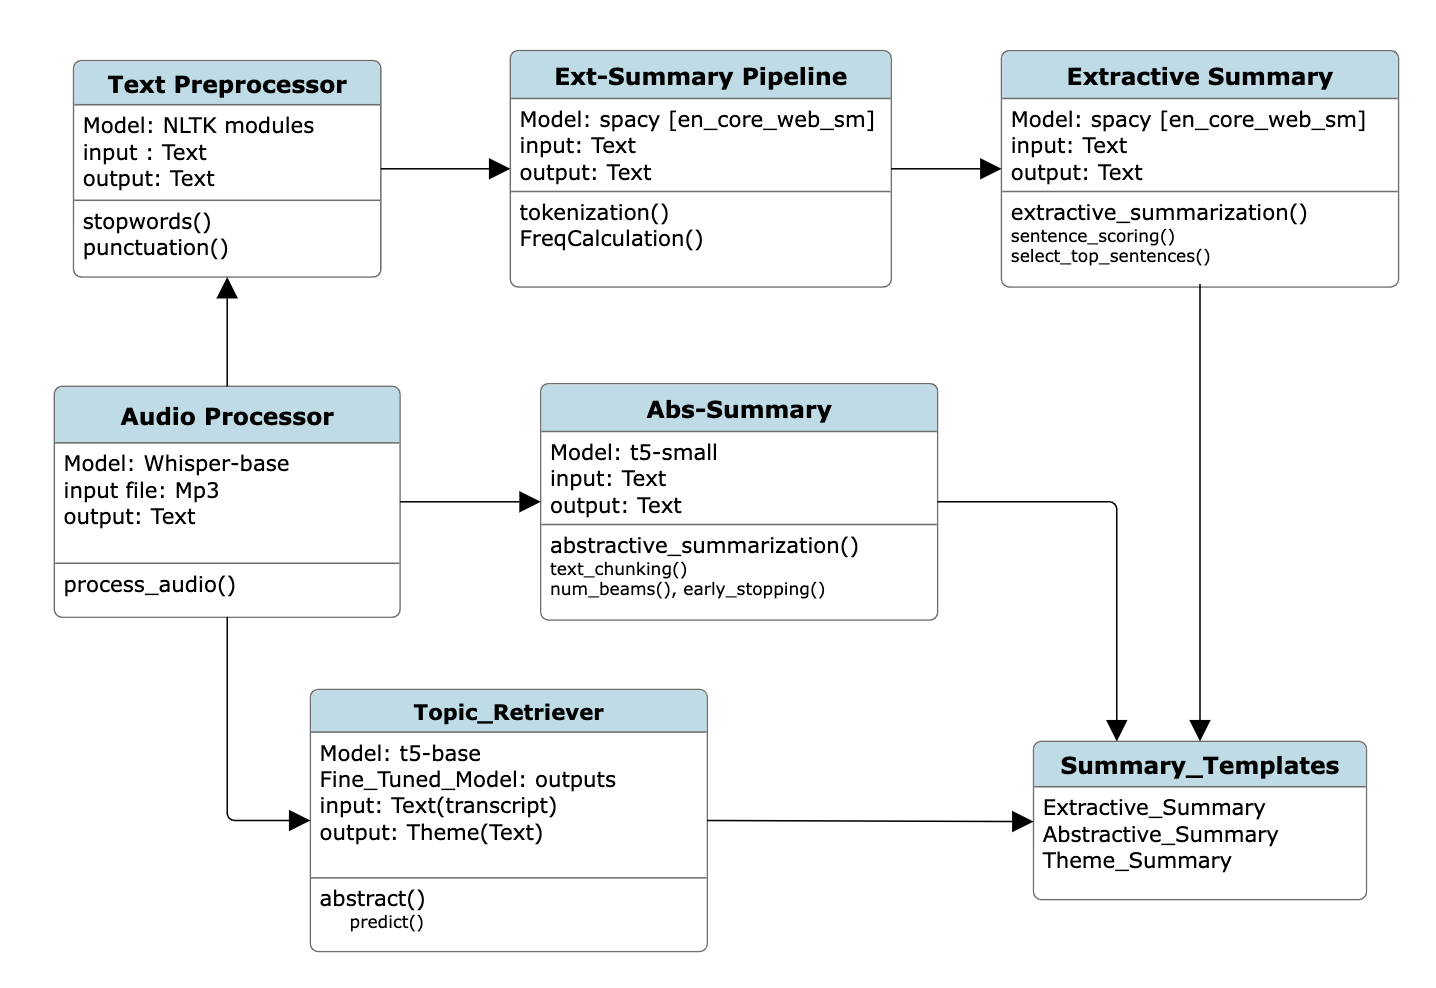 Text Preprocessor
Model: NLTK modules
input : Text
output: Text
stopwords()
punctuation()
Ext-Summary Pipeline
Model: spacy [en_core_web_sm]
input: Text
output: Text
tokenization()
FreqCalculation()
Extractive Summary
Model: spacy [en_core_web_sm]
input: Text
output: Text
extractive_summarization()
sentence_scoring()
select_top_sentences()
Audio Processor
Model: Whisper-base
input file: Mp3
output: Text
process_audio()
Abs-Summary
Model: t5-small
input: Text
output: Text
abstractive_summarization()
text_chunking()
num_beams(), early_stopping()
Topic_Retriever
Model: t5-base
Fine_Tuned_Model: outputs
input: Text(transcript)
output: Theme(Text)
abstract()
predict()
Summary_Templates
Extractive_Summary
Abstractive_Summary
Theme_Summary